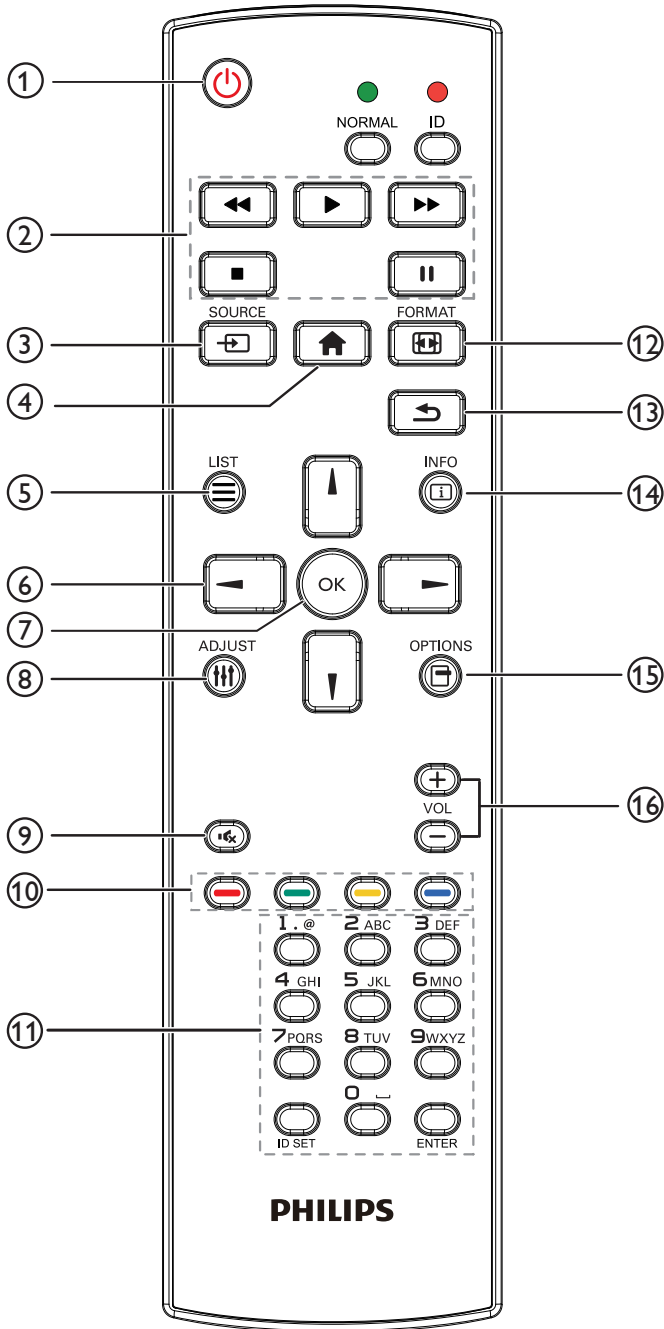 ①
NORMAL ID
②
SOURCE FORMAT
③ ⑫
④ ⑬
LIST INFO
⑤ ⑭
⑥
OK
⑦
ADJUST OPTIONS
⑧ ⑮
+
VOL ⑯
−
⑨
⑩
1 . @ 2 ABC 3 DEF
4 GHI 5 JKL 6 MNO
⑪
7 PQRS 8 TUV 9 WXYZ
0 ⎵
ID SET ENTER
PHILIPS